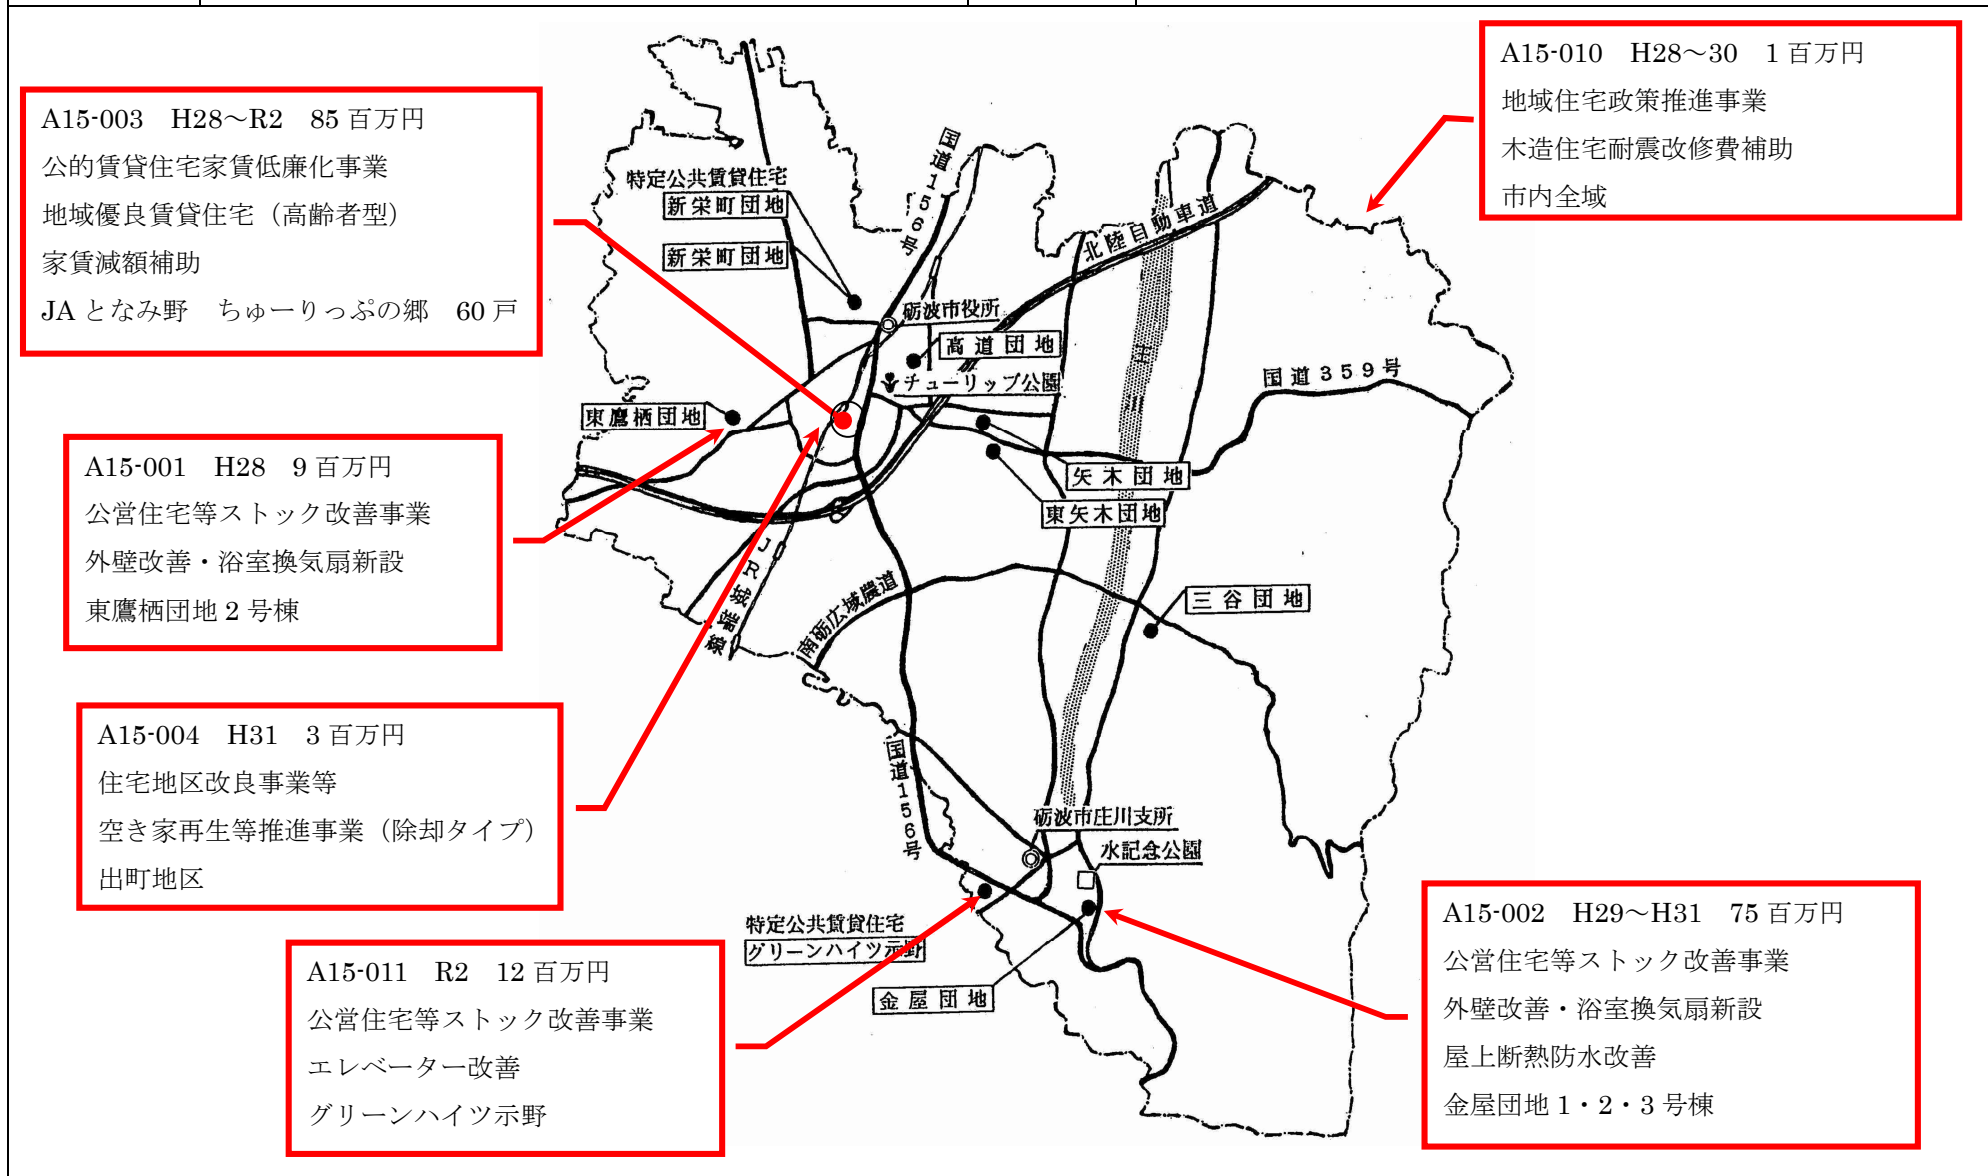 A15-003　H28～R2　85 百万円
公的賃貸住宅家賃低廉化事業
地域優良賃貸住宅（高齢者型）
家賃減額補助
JA となみ野　ちゅーりっぷの郷　60 戸
A15-010　H28～30　1 百万円
地域住宅政策推進事業
木造住宅耐震改修費補助
市内全域
A15-001　H28　9 百万円
公営住宅等ストック改善事業
外壁改善・浴室換気扇新設
東鷹栖団地 2 号棟
A15-004　H31　3 百万円
住宅地区改良事業等
空き家再生等推進事業（除却タイプ）
出町地区
A15-011　R2　12 百万円
公営住宅等ストック改善事業
エレベーター改善
グリーンハイツ示野
A15-002　H29～H31　75 百万円
公営住宅等ストック改善事業
外壁改善・浴室換気扇新設
屋上断熱防水改善
金屋団地 1・2・3 号棟
特定公共賃貸住宅
新栄町団地
新栄町団地
国道156号
北陸自動車道
砺波市役所
高道団地
チューリップ公園
国道359号
東鷹栖団地
矢木団地
東矢木団地
JR城端線
南砺広域農道
三谷団地
国道156号
砺波市庄川支所
水記念公園
特定公共賃貸住宅
グリーンハイツ示野
金屋団地